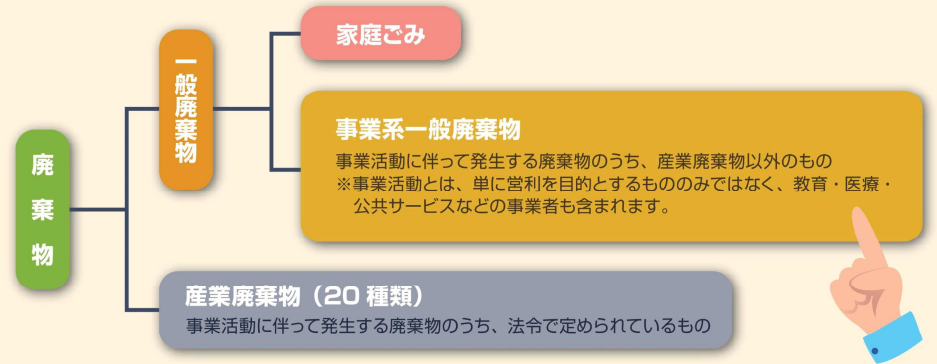 廃棄物
一般廃棄物
家庭ごみ
事業系一般廃棄物
事業活動に伴って発生する廃棄物のうち、産業廃棄物以外のもの
※事業活動とは、単に営利を目的とするもののみではなく、教育・医療・
公共サービスなどの事業者も含まれます。
産業廃棄物（20 種類）
事業活動に伴って発生する廃棄物のうち、法令で定められているもの